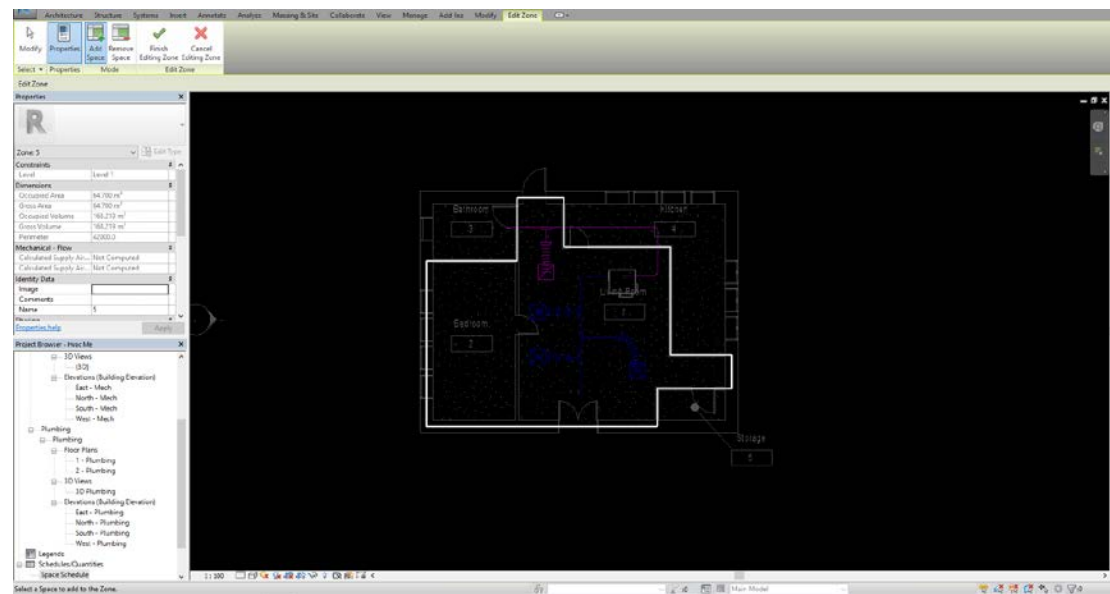 Architecture Structure Systems Insert Annotate Analyze Massing & Site Collaborate View Manage Add-Ins Modify Edit Zone
Modify Properties Add Space Remove Space Finish Editing Zone Cancel Editing Zone
Select Properties Mode Edit Zone
Edit Zone
Properties
R
Zone: 5 Edit Type
Constraints
Level Level 1
Dimensions
Occupied Area
Gross Area
Occupied Volume
Gross Volume
Perimeter
Mechanical - Flow
Calculated Supply Air... Not Computed
Calculated Supply Air... Not Computed
Identity Data
Image
Comments
Name 5
Properties help Apply
Project Browser - Hvac Me
3D Views
{3D}
Elevations (Building Elevation)
East - Mech
North - Mech
South - Mech
West - Mech
Plumbing
Plumbing
Floor Plans
1 - Plumbing
2 - Plumbing
3D Views
3D Plumbing
Elevations (Building Elevation)
East - Plumbing
North - Plumbing
South - Plumbing
West - Plumbing
Legends
Schedules/Quantities
Space Schedule
Bathroom
3
Kitchen
4
Living Room
1
Bedroom
2
Storage
1 : 100
Select a Space to add to the Zone.
Main Model